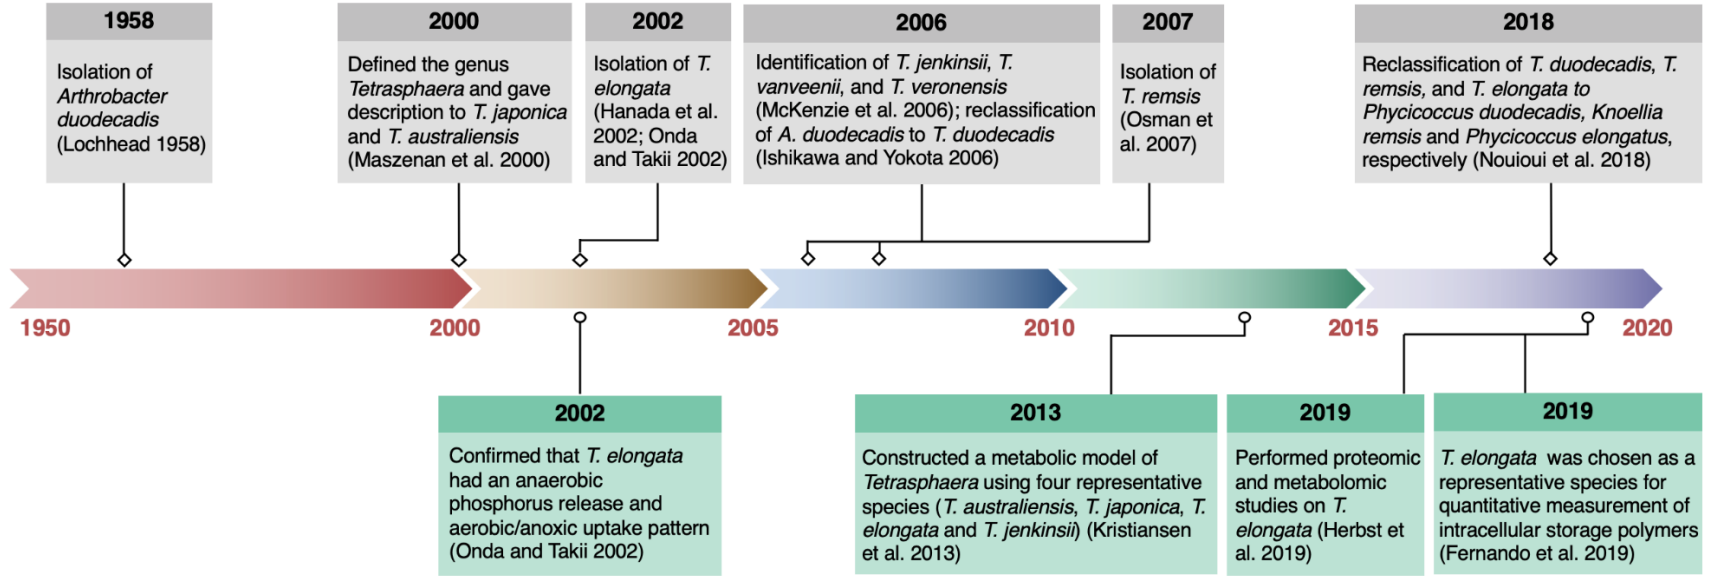 1958
Isolation of
Arthrobacter
duodecadis
(Lochhead 1958)
2000
Defined the genus
Tetrasphaera and gave
description to T. japonica
and T. australiensis
(Maszenan et al. 2000)
2002
Isolation of T.
elongata
(Hanada et al.
2002; Onda
and Takii 2002)
2006
Identification of T. jenkinsii, T.
vanveenii, and T. veronensis
(McKenzie et al. 2006); reclassification
of A. duodecadis to T. duodecadis
(Ishikawa and Yokota 2006)
2007
Isolation of
T. remsis
(Osman et
al. 2007)
2018
Reclassification of T. duodecadis, T.
remsis, and T. elongata to
Phycicoccus duodecadis, Knoellia
remsis and Phycicoccus elongatus,
respectively (Nouioui et al. 2018)
1950
2000
2005
2010
2015
2020
2002
Confirmed that T. elongata
had an anaerobic
phosphorus release and
aerobic/anoxic uptake pattern
(Onda and Takii 2002)
2013
Constructed a metabolic model of
Tetrasphaera using four representative
species (T. australiensis, T. japonica, T.
elongata and T. jenkinsii) (Kristiansen
et al. 2013)
2019
Performed proteomic
and metabolomic
studies on T.
elongata (Herbst et
al. 2019)
2019
T. elongata was chosen as a
representative species for
quantitative measurement of
intracellular storage polymers
(Fernando et al. 2019)